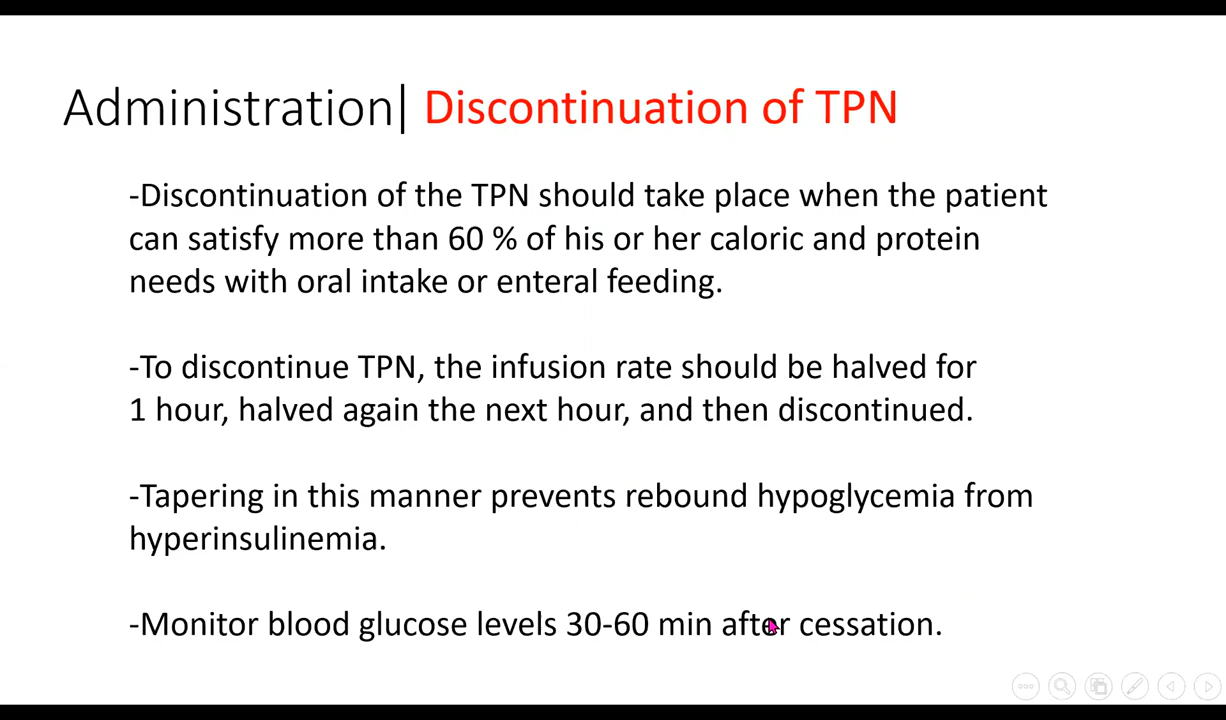 Administration| Discontinuation of TPN
-Discontinuation of the TPN should take place when the patient
can satisfy more than 60 % of his or her caloric and protein
needs with oral intake or enteral feeding.
-To discontinue TPN, the infusion rate should be halved for
1 hour, halved again the next hour, and then discontinued.
-Tapering in this manner prevents rebound hypoglycemia from
hyperinsulinemia.
-Monitor blood glucose levels 30-60 min after cessation.